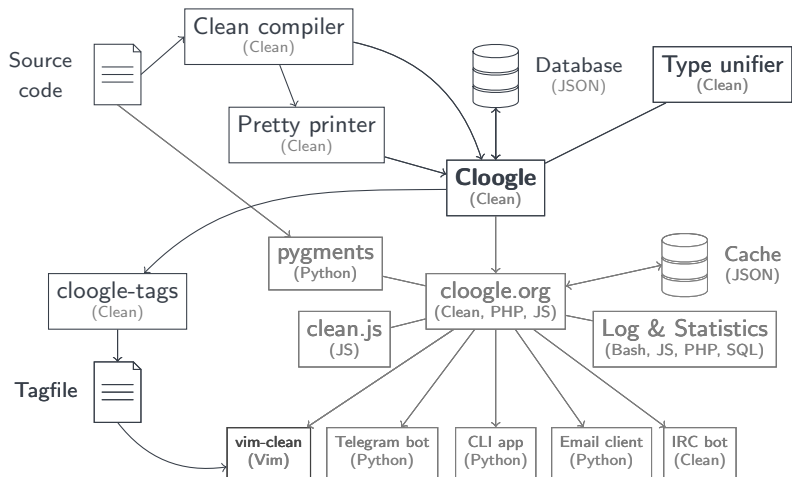 Clean compiler
(Clean)
Source
code
Database
(JSON)
Type unifier
(Clean)
Pretty printer
(Clean)
Cloogle
(Clean)
pygments
(Python)
Cache
(JSON)
cloogle-tags
(Clean)
cloogle.org
(Clean, PHP, JS)
clean.js
(JS)
Log & Statistics
(Bash, JS, PHP, SQL)
Tagfile
vim-clean
(Vim)
Telegram bot
(Python)
CLI app
(Python)
Email client
(Python)
IRC bot
(Clean)